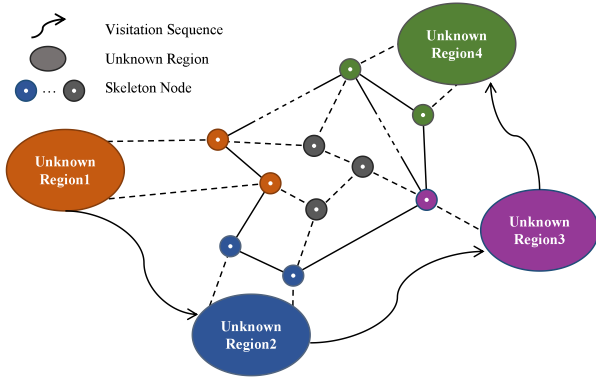 Visitation Sequence
Unknown Region
... Skeleton Node
Unknown
Region4
Unknown
Region1
Unknown
Region3
Unknown
Region2